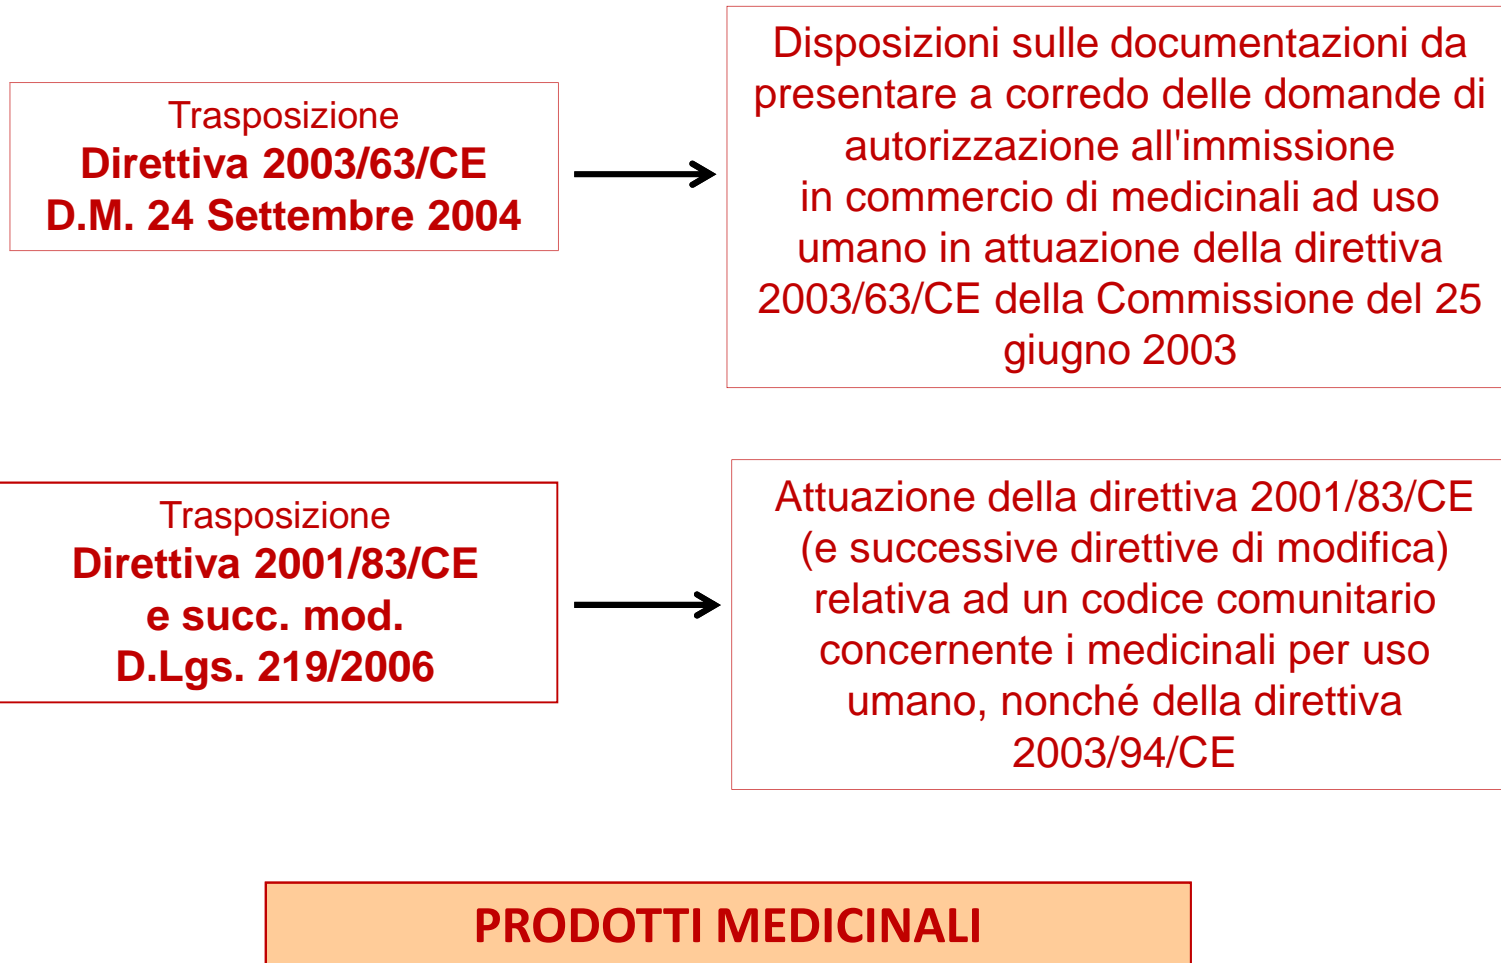 Trasposizione
Direttiva 2003/63/CE
D.M. 24 Settembre 2004
Disposizioni sulle documentazioni da
presentare a corredo delle domande di
autorizzazione all'immissione
in commercio di medicinali ad uso
umano in attuazione della direttiva
2003/63/CE della Commissione del 25
giugno 2003
Trasposizione
Direttiva 2001/83/CE
e succ. mod.
D.Lgs. 219/2006
Attuazione della direttiva 2001/83/CE
(e successive direttive di modifica)
relativa ad un codice comunitario
concernente i medicinali per uso
umano, nonché della direttiva
2003/94/CE
PRODOTTI MEDICINALI